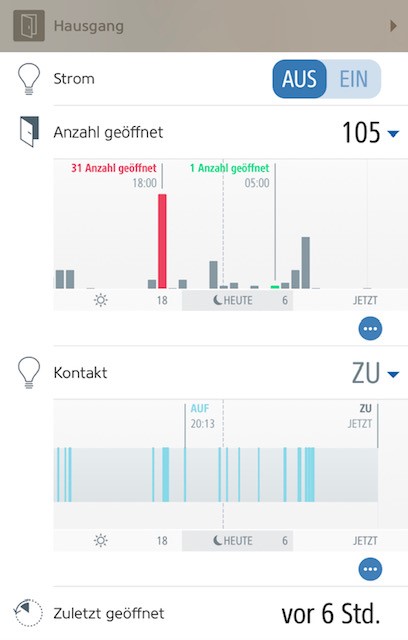 Hausgang
Strom
AUS EIN
Anzahl geöffnet
105
31 Anzahl geöffnet
18:00
1 Anzahl geöffnet
05:00
18 HEUTE 6 JETZT
Kontakt
ZU
AUF
20:13
ZU
JETZT
18 HEUTE 6 JETZT
Zuletzt geöffnet
vor 6 Std.